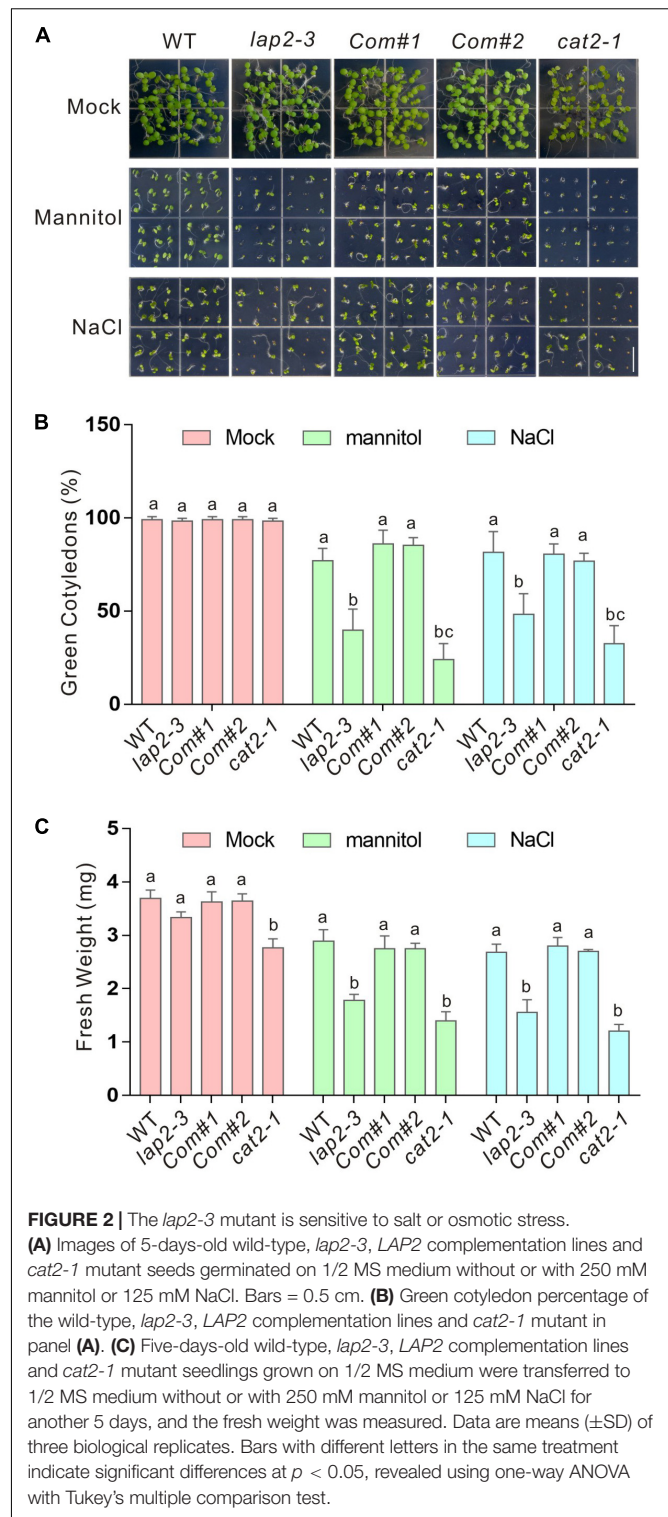 A
WT lap2-3 Com#1 Com#2 cat2-1
Mock
Mannitol
NaCl
B
150
Mock mannitol NaCl
Green Cotyledons (%)
a a a a a
a b a a bc
a b a a bc
100
50
0
WT lap2-3 Com#1 Com#2 cat2-1 WT lap2-3 Com#1 Com#2 cat2-1 WT lap2-3 Com#1 Com#2 cat2-1
C
5
Mock mannitol NaCl
Fresh Weight (mg)
a a a a b
a b a a b
a b a a b
4
3
2
1
0
WT lap2-3 Com#1 Com#2 cat2-1 WT lap2-3 Com#1 Com#2 cat2-1 WT lap2-3 Com#1 Com#2 cat2-1
FIGURE 2 | The lap2-3 mutant is sensitive to salt or osmotic stress.
(A) Images of 5-days-old wild-type, lap2-3, LAP2 complementation lines and
cat2-1 mutant seeds germinated on 1/2 MS medium without or with 250 mM
mannitol or 125 mM NaCl. Bars = 0.5 cm. (B) Green cotyledon percentage of
the wild-type, lap2-3, LAP2 complementation lines and cat2-1 mutant in
panel (A). (C) Five-days-old wild-type, lap2-3, LAP2 complementation lines
and cat2-1 mutant seedlings grown on 1/2 MS medium were transferred to
1/2 MS medium without or with 250 mM mannitol or 125 mM NaCl for
another 5 days, and the fresh weight was measured. Data are means (±SD) of
three biological replicates. Bars with different letters in the same treatment
indicate significant differences at p < 0.05, revealed using one-way ANOVA
with Tukey's multiple comparison test.